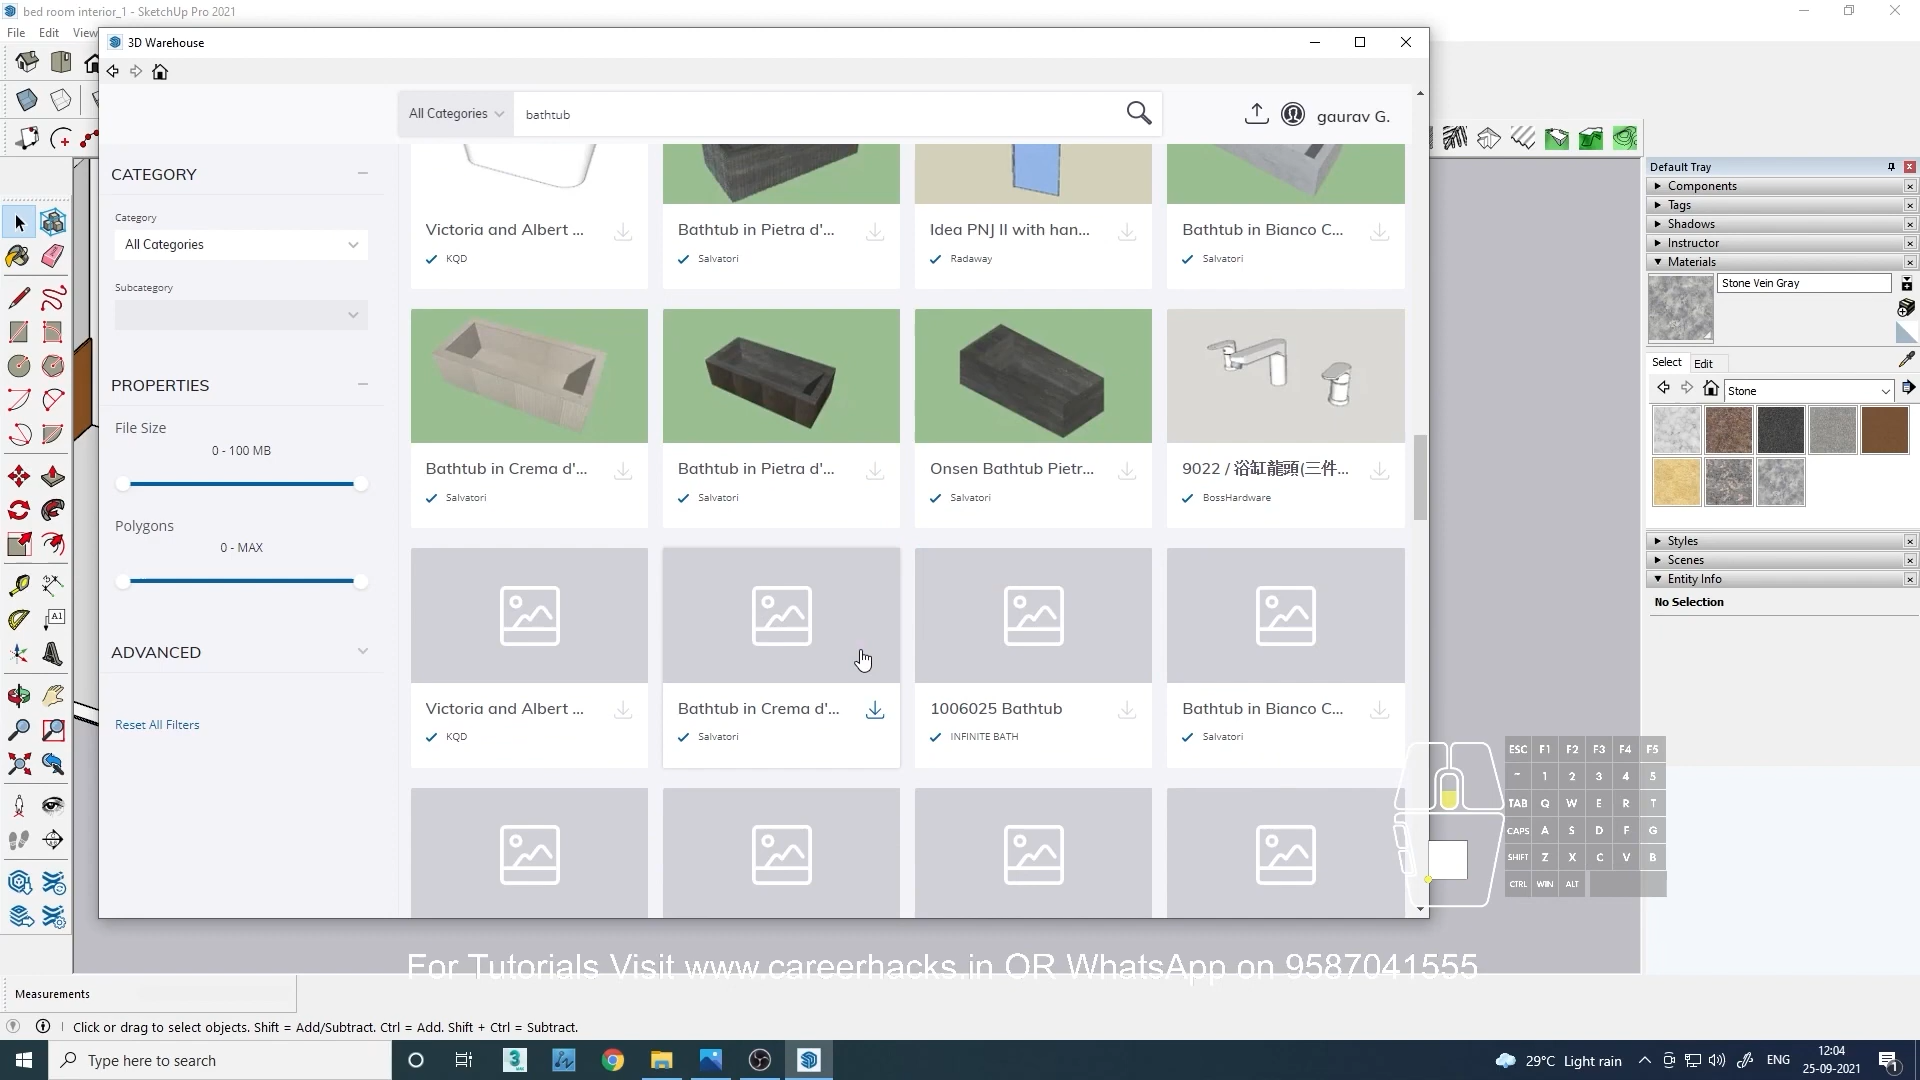 bed room interior_1 - SketchUp Pro 2021
File Edit View
3D Warehouse
All Categories
bathtub
gaurav G.
CATEGORY
Category
All Categories
Subcategory
PROPERTIES
File Size
0 - 100 MB
Polygons
0 - MAX
ADVANCED
Reset All Filters
Victoria and Albert ...
KQD
Bathtub in Pietra d'...
Salvatori
Idea PNJ II with han...
Radaway
Bathtub in Bianco C...
Salvatori
Bathtub in Crema d'...
Salvatori
Bathtub in Pietra d'...
Salvatori
Onsen Bathtub Pietr...
Salvatori
9022 / 浴缸龍頭(三件...
BossHardware
Victoria and Albert ...
KQD
Bathtub in Crema d'...
Salvatori
1006025 Bathtub
INFINITE BATH
Bathtub in Bianco C...
Salvatori
Default Tray
Components
Tags
Shadows
Instructor
Materials
Stone Vein Gray
Select Edit
Stone
Styles
Scenes
Entity Info
No Selection
ESC F1 F2 F3 F4 F5
~ 1 2 3 4 5
TAB Q W E R T
CAPS A S D F G
SHIFT Z X C V B
CTRL WIN ALT
For Tutorials Visit www.careerhacks.in OR WhatsApp on 9587041555
Measurements
Click or drag to select objects. Shift = Add/Subtract. Ctrl = Add. Shift + Ctrl = Subtract.
Type here to search
29°C Light rain
ENG
12:04
25-09-2021
1